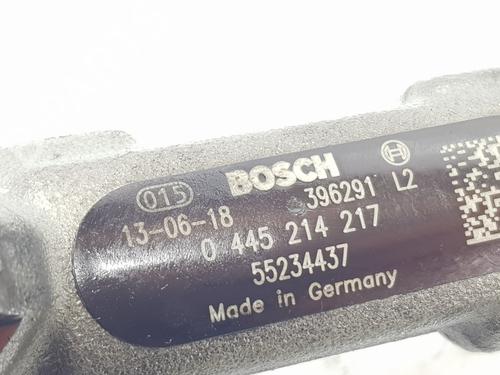 015 BOSCH
13-06-18 396291 L2
0 445 214 217
55234437
Made in Germany